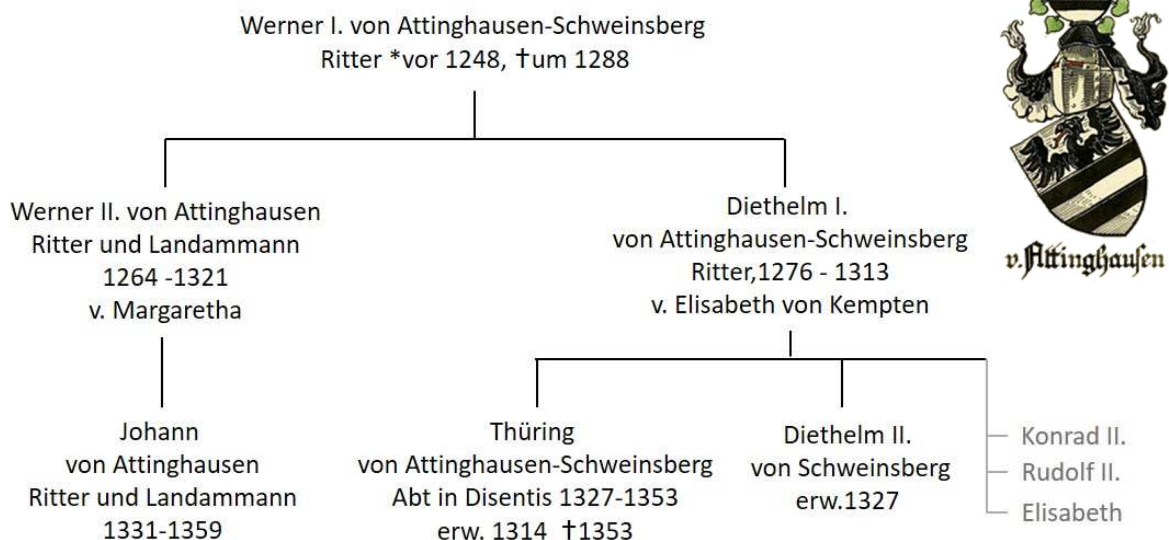 Werner I. von Attinghausen-Schweinsberg
Ritter *vor 1248, †um 1288
v. Attinghausen
Werner II. von Attinghausen
Ritter und Landammann
1264 -1321
v. Margaretha
Diethelm I.
von Attinghausen-Schweinsberg
Ritter,1276 - 1313
v. Elisabeth von Kempten
Johann
von Attinghausen
Ritter und Landammann
1331-1359
Thüring
von Attinghausen-Schweinsberg
Abt in Disentis 1327-1353
erw. 1314 †1353
Diethelm II.
von Schweinsberg
erw.1327
Konrad II.
Rudolf II.
Elisabeth